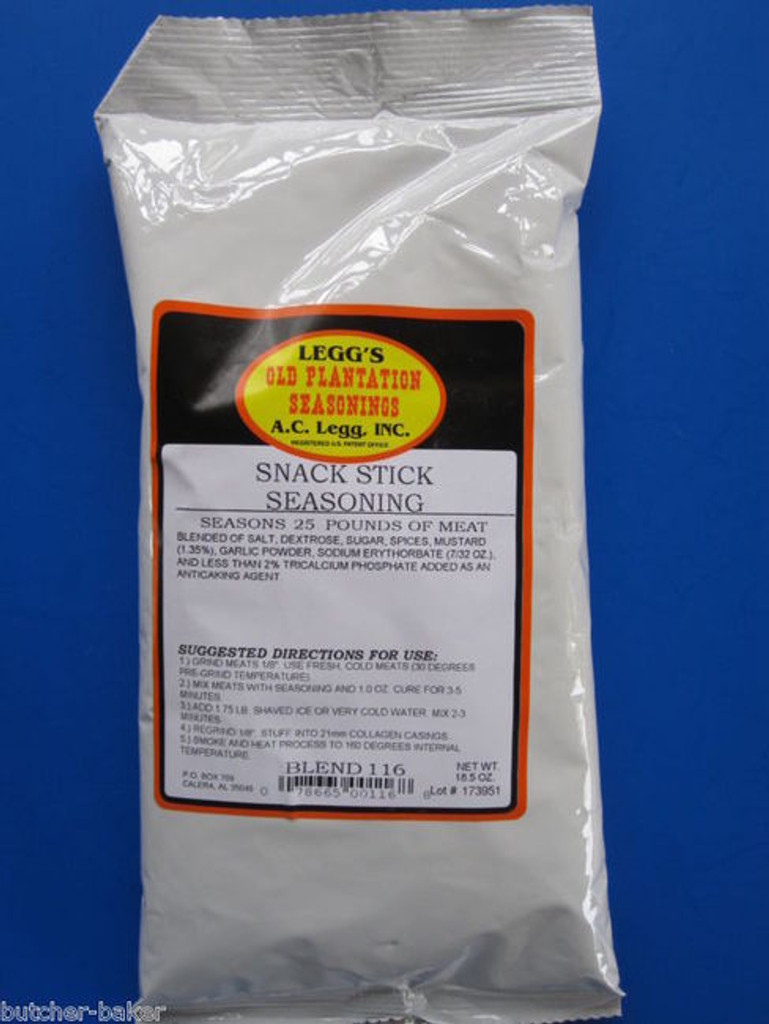 LEGG'S
OLD PLANTATION
SEASONINGS
A.C. Legg, INC.
REGISTERED U.S. PATENT OFFICE
SNACK STICK
SEASONING
SEASONS 25 POUNDS OF MEAT
BLENDED OF SALT, DEXTROSE, SUGAR, SPICES, MUSTARD
(1.35%), GARLIC POWDER, SODIUM ERYTHORBATE (7/32 OZ.),
AND LESS THAN 2% TRICALCIUM PHOSPHATE ADDED AS AN
ANTICAKING AGENT
SUGGESTED DIRECTIONS FOR USE:
1.) GRIND MEATS 1/8". USE FRESH, COLD MEATS (30 DEGREES
PRE-GRIND TEMPERATURE)
2.) MIX MEATS WITH SEASONING AND 1.0 OZ. CURE FOR 3-5
MINUTES
3.) ADD 1.75 LB. SHAVED ICE OR VERY COLD WATER. MIX 2-3
MINUTES
4.) REGRIND 1/8". STUFF INTO 21mm COLLAGEN CASINGS.
5.) SMOKE AND HEAT PROCESS TO 160 DEGREES INTERNAL
TEMPERATURE.
BLEND 116
NET WT.
18.5 OZ.
P.O. BOX 709
CALERA, AL 35040
0 78665 00116 8
Lot # 173951
butcher-baker